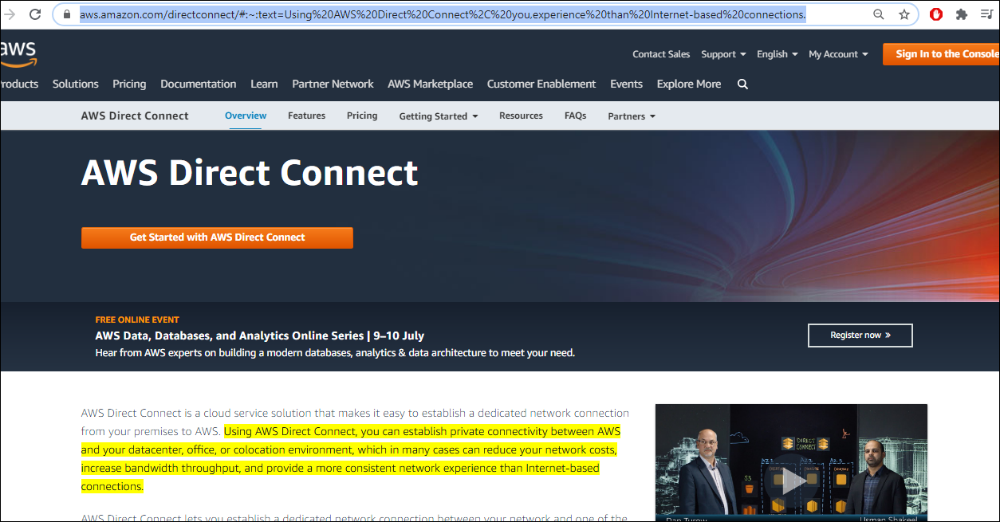 aws.amazon.com/directconnect/#:~:text=Using%20AWS%20Direct%20Connect%2C%20you,experience%20than%20Internet-based%20connections.
aws
Contact Sales Support English My Account Sign In to the Console
roducts Solutions Pricing Documentation Learn Partner Network AWS Marketplace Customer Enablement Events Explore More
AWS Direct Connect Overview Features Pricing Getting Started Resources FAQs Partners
AWS Direct Connect
Get Started with AWS Direct Connect
FREE ONLINE EVENT
AWS Data, Databases, and Analytics Online Series | 9–10 July
Hear from AWS experts on building a modern databases, analytics & data architecture to meet your need.
Register now »
AWS Direct Connect is a cloud service solution that makes it easy to establish a dedicated network connection
from your premises to AWS. Using AWS Direct Connect, you can establish private connectivity between AWS
and your datacenter, office, or colocation environment, which in many cases can reduce your network costs,
increase bandwidth throughput, and provide a more consistent network experience than Internet-based
connections.
AWS Direct Connect lets you establish a dedicated network connection between your network and one of the
DIRECT
CONNECT
S3
Dan Turow
Usman Shakeel